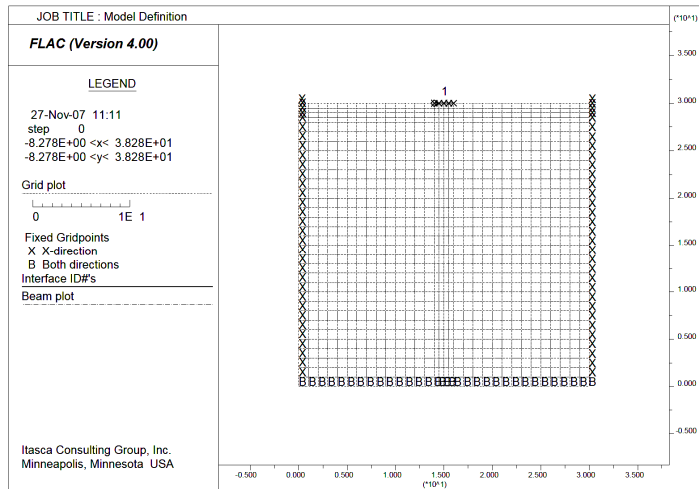 JOB TITLE : Model Definition
(*10^1)
FLAC (Version 4.00)
LEGEND
27-Nov-07 11:11
step 0
-8.278E+00 <x< 3.828E+01
-8.278E+00 <y< 3.828E+01
Grid plot
0 1E 1
Fixed Gridpoints
X X-direction
B Both directions
Interface ID#'s
Beam plot
Itasca Consulting Group, Inc.
Minneapolis, Minnesota USA
1
3.500
3.000
2.500
2.000
1.500
1.000
0.500
0.000
-0.500
-0.500 0.000 0.500 1.000 1.500 2.000 2.500 3.000 3.500
(*10^1)